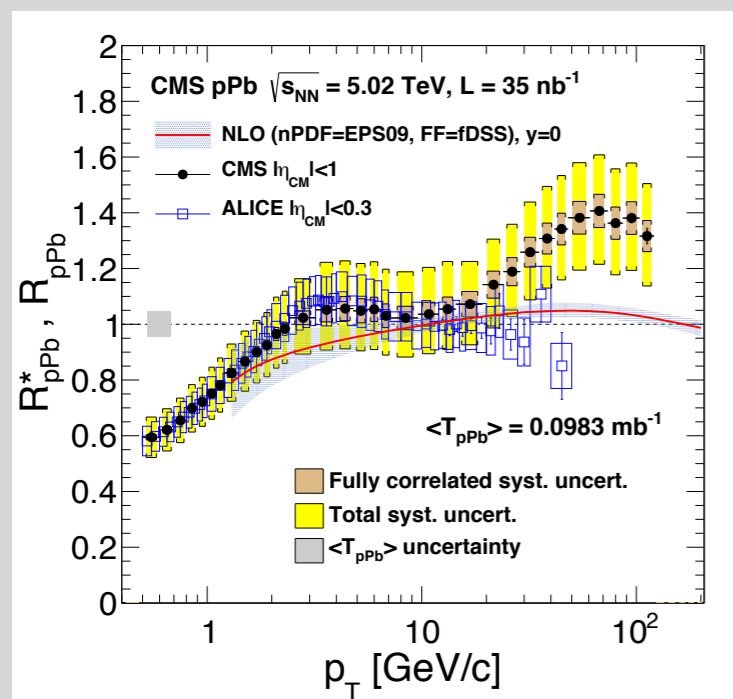 CMS pPb √s_NN = 5.02 TeV, L = 35 nb⁻¹
NLO (nPDF=EPS09, FF=fDSS), y=0
CMS |η_CM|<1
ALICE |η_CM|<0.3
<T_pPb> = 0.0983 mb⁻¹
Fully correlated syst. uncert.
Total syst. uncert.
<T_pPb> uncertainty
R*_pPb, R_pPb
2
1.8
1.6
1.4
1.2
1
0.8
0.6
0.4
0.2
0
1 10 10²
p_T [GeV/c]